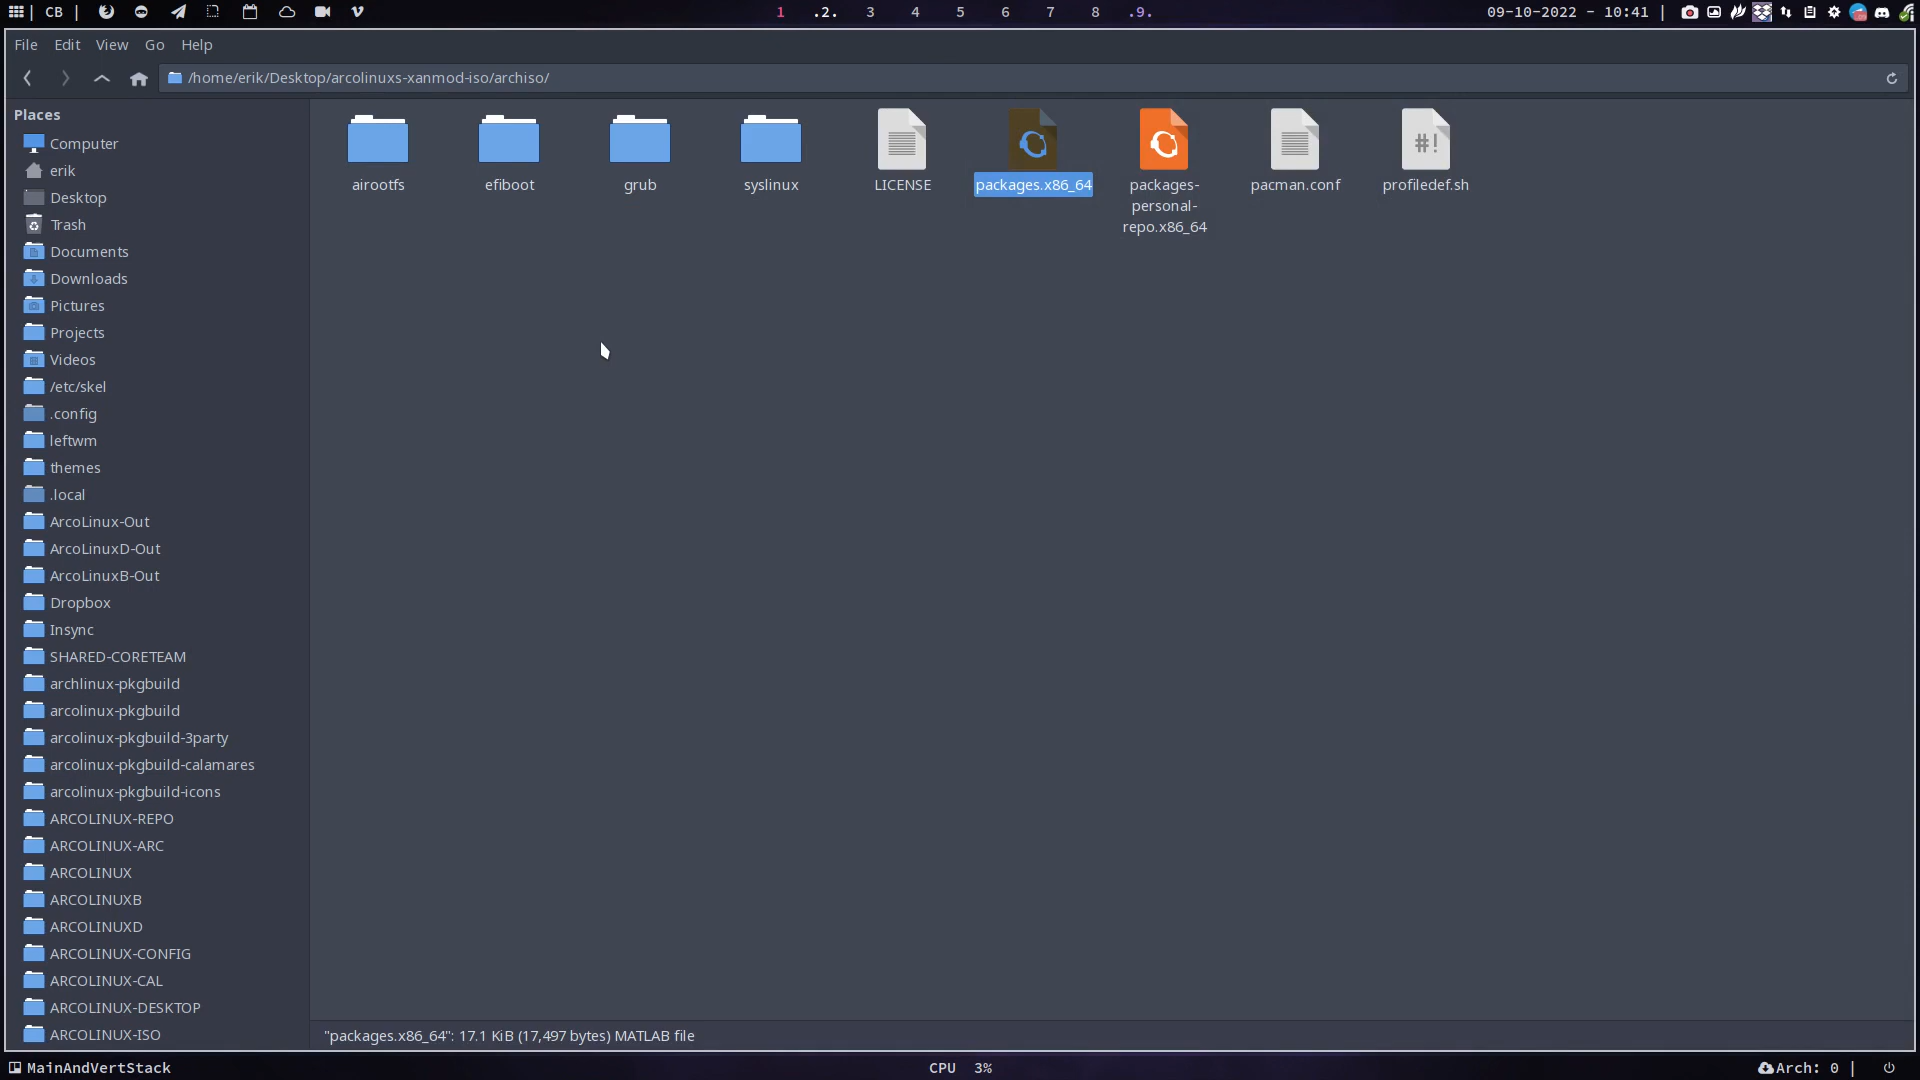 CB
1 .2. 3 4 5 6 7 8 .9.
09-10-2022 - 10:41
File Edit View Go Help
/home/erik/Desktop/arcolinuxs-xanmod-iso/archiso/
Places
Computer
erik
Desktop
Trash
Documents
Downloads
Pictures
Projects
Videos
/etc/skel
.config
leftwm
themes
.local
ArcoLinux-Out
ArcoLinuxD-Out
ArcoLinuxB-Out
Dropbox
Insync
SHARED-CORETEAM
archlinux-pkgbuild
arcolinux-pkgbuild
arcolinux-pkgbuild-3party
arcolinux-pkgbuild-calamares
arcolinux-pkgbuild-icons
ARCOLINUX-REPO
ARCOLINUX-ARC
ARCOLINUX
ARCOLINUXB
ARCOLINUXD
ARCOLINUX-CONFIG
ARCOLINUX-CAL
ARCOLINUX-DESKTOP
ARCOLINUX-ISO
airootfs
efiboot
grub
syslinux
LICENSE
packages.x86_64
packages-
personal-
repo.x86_64
pacman.conf
#!
profiledef.sh
"packages.x86_64": 17.1 KiB (17,497 bytes) MATLAB file
MainAndVertStack
CPU 3%
Arch: 0